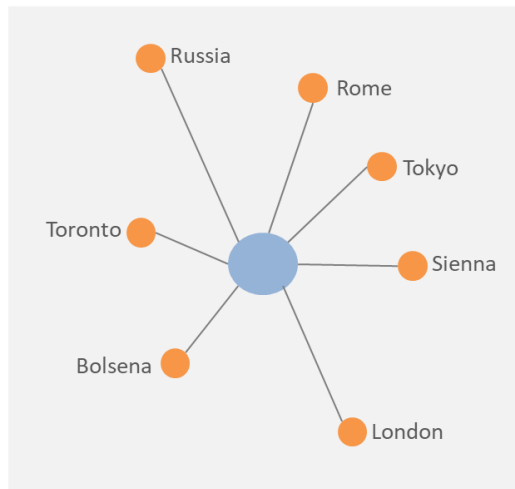 Russia
Rome
Tokyo
Toronto
Sienna
Bolsena
London